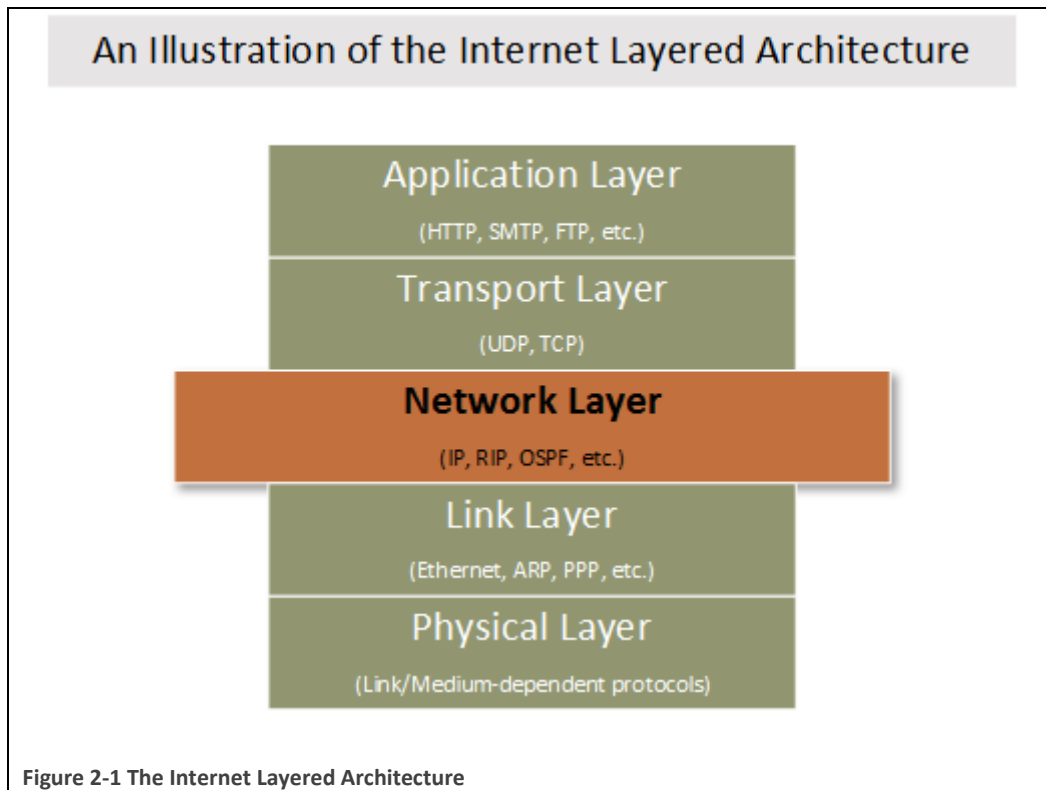 An Illustration of the Internet Layered Architecture
Application Layer
(HTTP, SMTP, FTP, etc.)
Transport Layer
(UDP, TCP)
Network Layer
(IP, RIP, OSPF, etc.)
Link Layer
(Ethernet, ARP, PPP, etc.)
Physical Layer
(Link/Medium-dependent protocols)
Figure 2-1 The Internet Layered Architecture